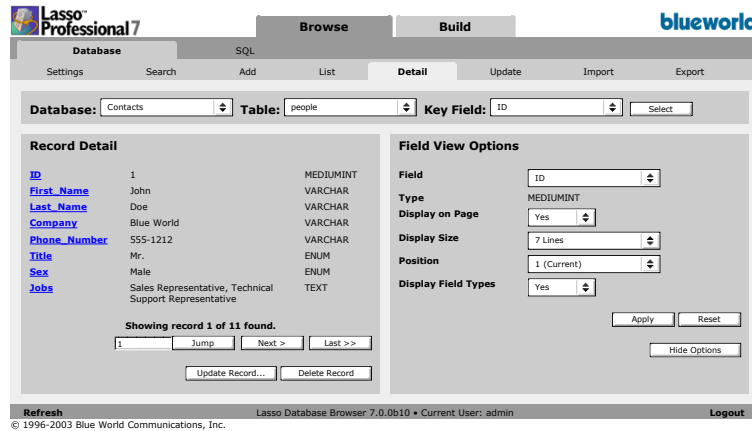 Lasso™
Professional 7
Browse
Build
blueworld
Database
SQL
Settings
Search
Add
List
Detail
Update
Import
Export
Database: Contacts
Table: people
Key Field: ID
Select
Record Detail
ID 1 MEDIUMINT
First_Name John VARCHAR
Last_Name Doe VARCHAR
Company Blue World VARCHAR
Phone_Number 555-1212 VARCHAR
Title Mr. ENUM
Sex Male ENUM
Jobs Sales Representative, Technical TEXT
Support Representative
Showing record 1 of 11 found.
1 Jump Next > Last >>
Update Record... Delete Record
Field View Options
Field ID
Type MEDIUMINT
Display on Page Yes
Display Size 7 Lines
Position 1 (Current)
Display Field Types Yes
Apply Reset
Hide Options
Refresh
Lasso Database Browser 7.0.0b10 • Current User: admin
Logout
© 1996-2003 Blue World Communications, Inc.